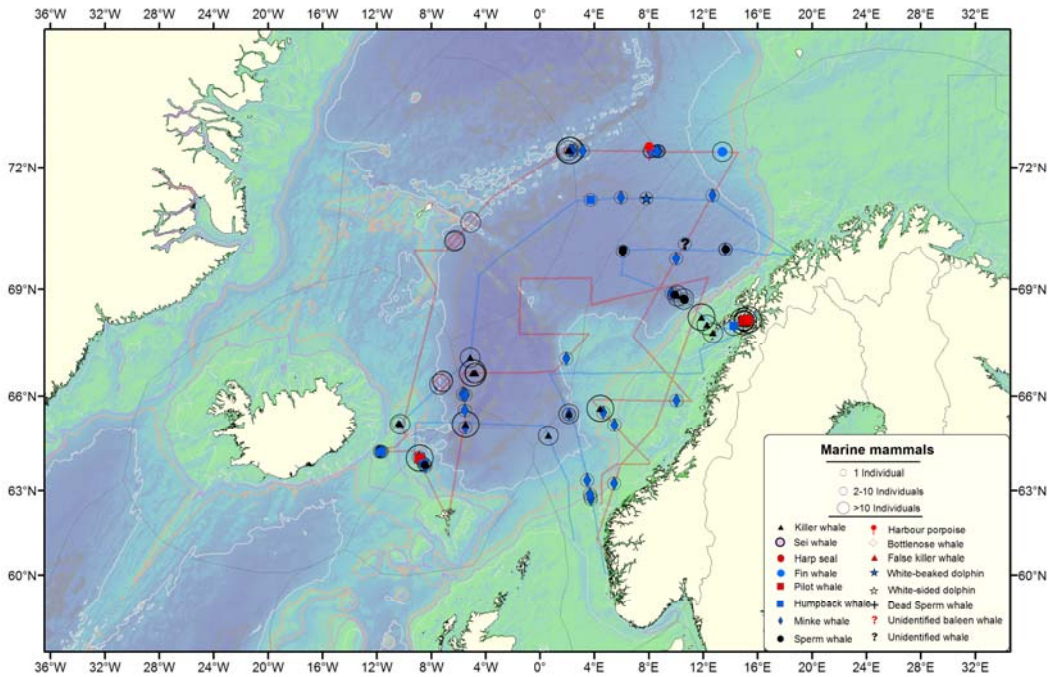 36°W 32°W 28°W 24°W 20°W 16°W 12°W 8°W 4°W 0° 4°E 8°E 12°E 16°E 20°E 24°E 28°E 32°E
72°N 72°N
69°N 69°N
66°N 66°N
63°N 63°N
60°N 60°N
?
Marine mammals
1 Individual
2-10 Individuals
>10 Individuals
Killer whale
Sei whale
Harp seal
Fin whale
Pilot whale
Humpback whale
Minke whale
Sperm whale
Harbour porpoise
Bottlenose whale
False killer whale
White-beaked dolphin
White-sided dolphin
Dead Sperm whale
? Unidentified baleen whale
? Unidentified whale
36°W 32°W 28°W 24°W 20°W 16°W 12°W 8°W 4°W 0° 4°E 8°E 12°E 16°E 20°E 24°E 28°E 32°E